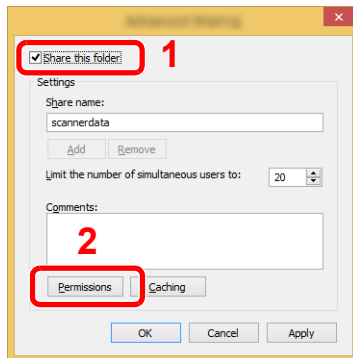 Share this folder
1
Settings
Share name:
scannerdata
Add Remove
Limit the number of simultaneous users to: 20
Comments:
2
Permissions Caching
OK Cancel Apply